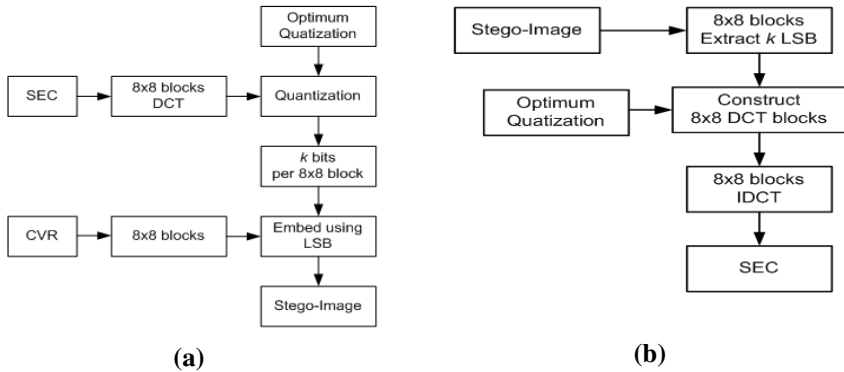 Optimum
Quatization
SEC
8x8 blocks
DCT
Quantization
k bits
per 8x8 block
CVR
8x8 blocks
Embed using
LSB
Stego-Image
(a)
Stego-Image
8x8 blocks
Extract k LSB
Optimum
Quatization
Construct
8x8 DCT blocks
8x8 blocks
IDCT
SEC
(b)